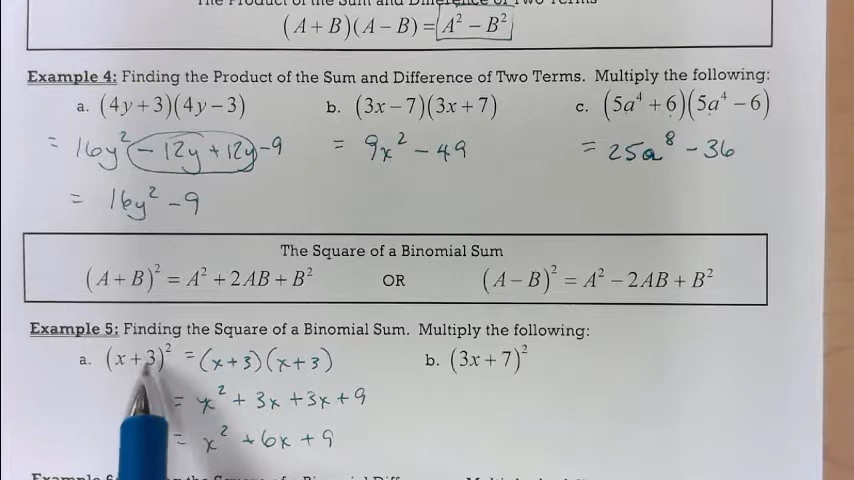 The Product of the Sum and Difference of Two Terms
(A + B)(A − B) = A² − B²
Example 4: Finding the Product of the Sum and Difference of Two Terms. Multiply the following:
a. (4y + 3)(4y − 3) b. (3x − 7)(3x + 7) c. (5a⁴ + 6)(5a⁴ − 6)
= 16y² − 12y + 12y − 9 = 9x² − 49 = 25a⁸ − 36
= 16y² − 9
The Square of a Binomial Sum
(A + B)² = A² + 2AB + B² OR (A − B)² = A² − 2AB + B²
Example 5: Finding the Square of a Binomial Sum. Multiply the following:
a. (x + 3)² = (x + 3)(x + 3) b. (3x + 7)²
= x² + 3x + 3x + 9
= x² + 6x + 9
Example 6: